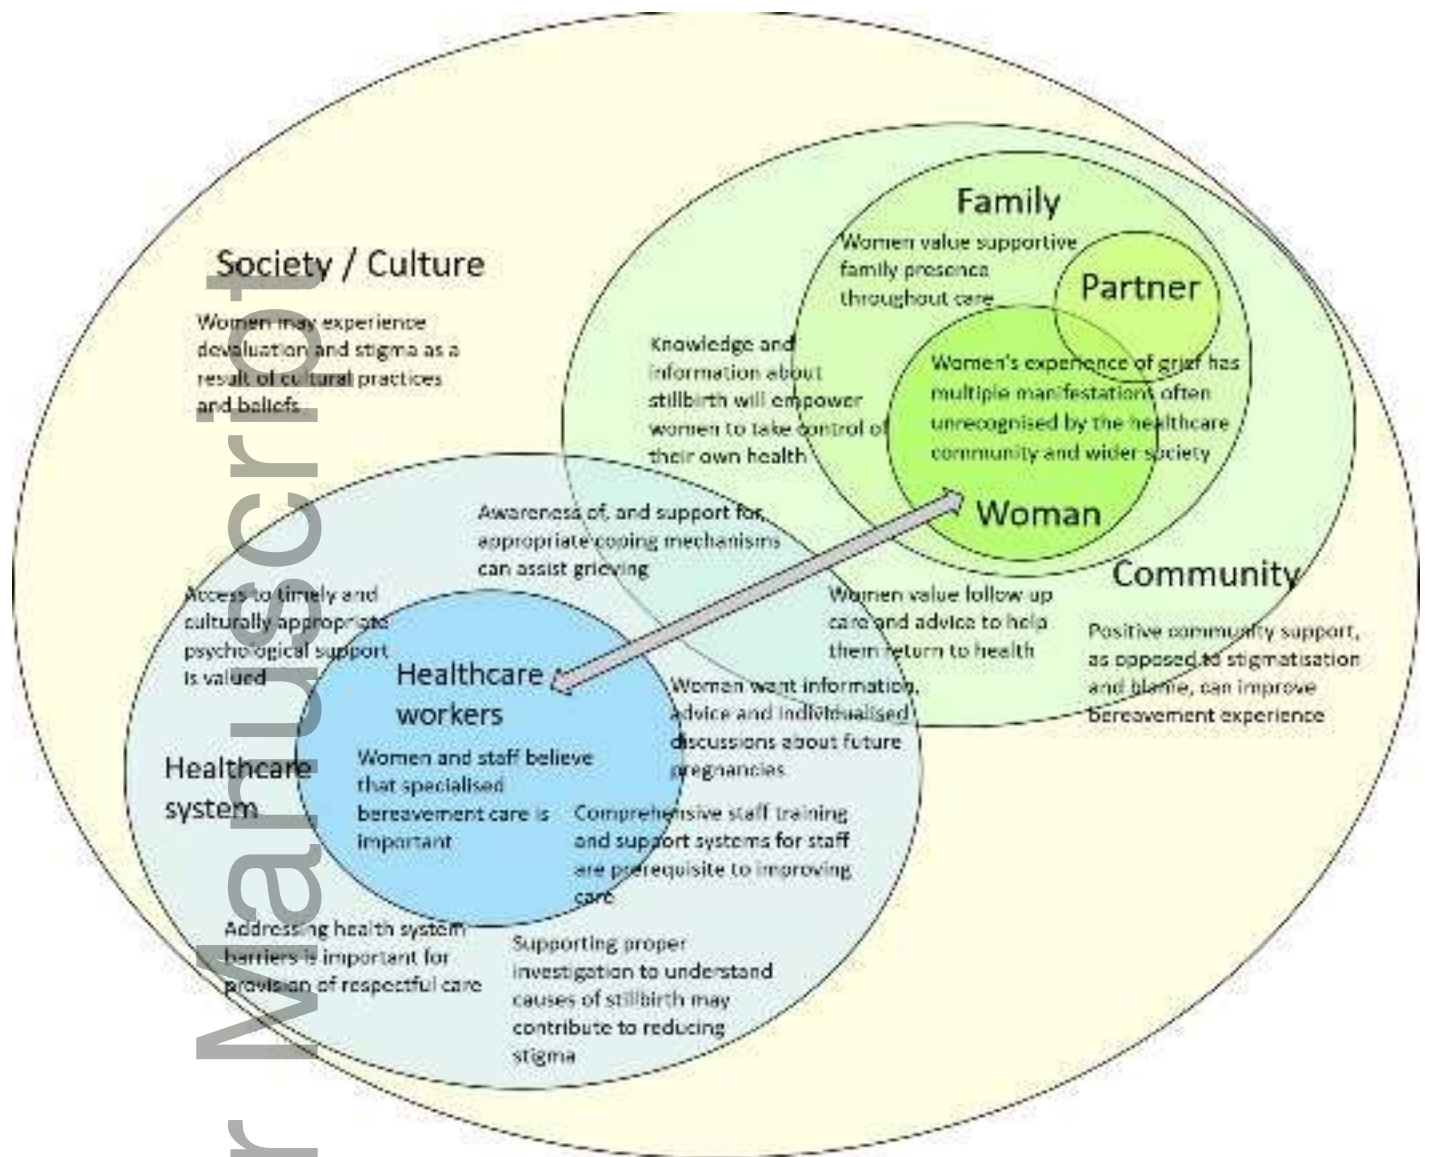 Family
Women value supportive
family presence
throughout care
Partner
Society / Culture
Women may experience
devaluation and stigma as a
result of cultural practices
and beliefs
Knowledge and
information about
stillbirth will empower
women to take control of
their own health
Women's experience of grief has
multiple manifestations often
unrecognised by the healthcare
community and wider society
Woman
Awareness of, and support for,
appropriate coping mechanisms
can assist grieving
Community
Positive community support,
as opposed to stigmatisation
and blame, can improve
bereavement experience
Women value follow up
care and advice to help
them return to health
Access to timely and
culturally appropriate
psychological support
is valued
Healthcare
workers
Women and staff believe
that specialised
bereavement care is
important
Woman want information,
advice and individualised
discussions about future
pregnancies
Healthcare
system
Comprehensive staff training
and support systems for staff
are prerequisite to improving
care
Addressing health system
barriers is important for
provision of respectful care
Supporting proper
investigation to understand
causes of stillbirth may
contribute to reducing
stigma
r Manuscript